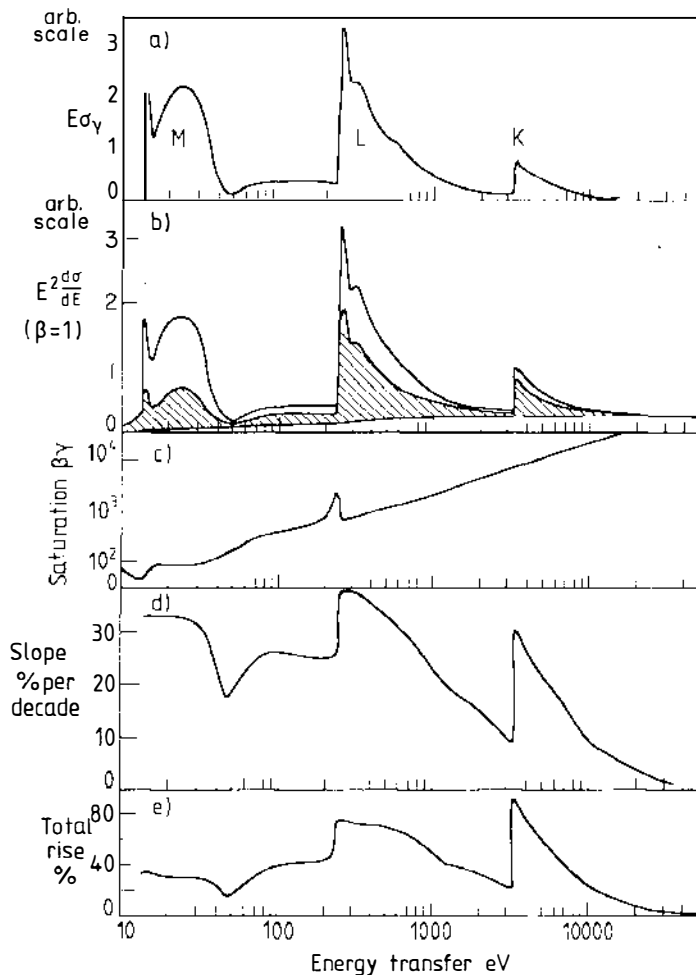 arb.
scale
3
2
1
0
a)
Eσγ
M
L
K
arb.
scale
3
2
1
0
b)
E² dσ/dE
(β=1)
10⁴
10³
10²
0
c)
Saturation βγ
30
20
10
0
d)
Slope
% per
decade
80
40
0
e)
Total
rise
%
10
100
1000
10000
Energy transfer eV